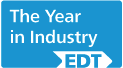 The Year
in Industry
EDT